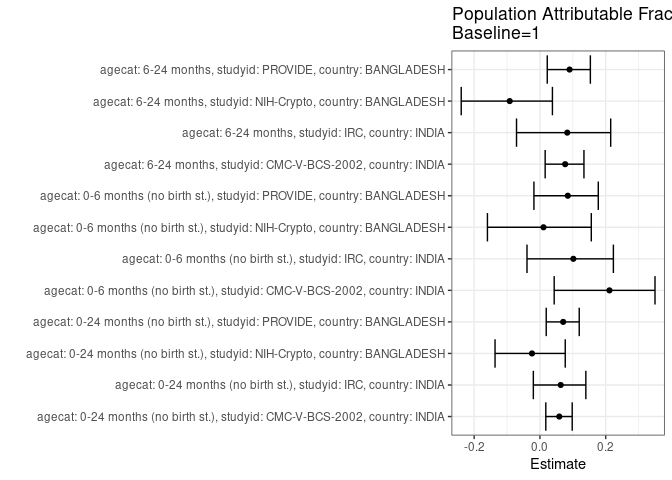 Population Attributable Frac
Baseline=1
agecat: 6-24 months, studyid: PROVIDE, country: BANGLADESH
agecat: 6-24 months, studyid: NIH-Crypto, country: BANGLADESH
agecat: 6-24 months, studyid: IRC, country: INDIA
agecat: 6-24 months, studyid: CMC-V-BCS-2002, country: INDIA
agecat: 0-6 months (no birth st.), studyid: PROVIDE, country: BANGLADESH
agecat: 0-6 months (no birth st.), studyid: NIH-Crypto, country: BANGLADESH
agecat: 0-6 months (no birth st.), studyid: IRC, country: INDIA
agecat: 0-6 months (no birth st.), studyid: CMC-V-BCS-2002, country: INDIA
agecat: 0-24 months (no birth st.), studyid: PROVIDE, country: BANGLADESH
agecat: 0-24 months (no birth st.), studyid: NIH-Crypto, country: BANGLADESH
agecat: 0-24 months (no birth st.), studyid: IRC, country: INDIA
agecat: 0-24 months (no birth st.), studyid: CMC-V-BCS-2002, country: INDIA
-0.2 0.0 0.2
Estimate